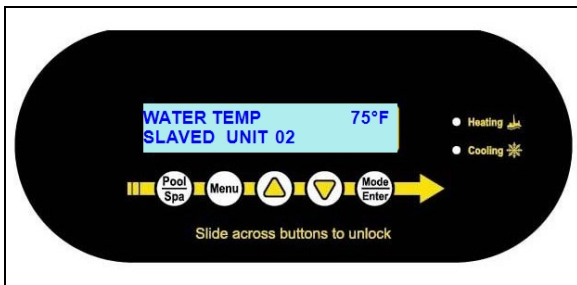 WATER TEMP 75°F
SLAVED UNIT 02
Heating
Cooling
Pool Spa Menu Mode Enter
Slide across buttons to unlock